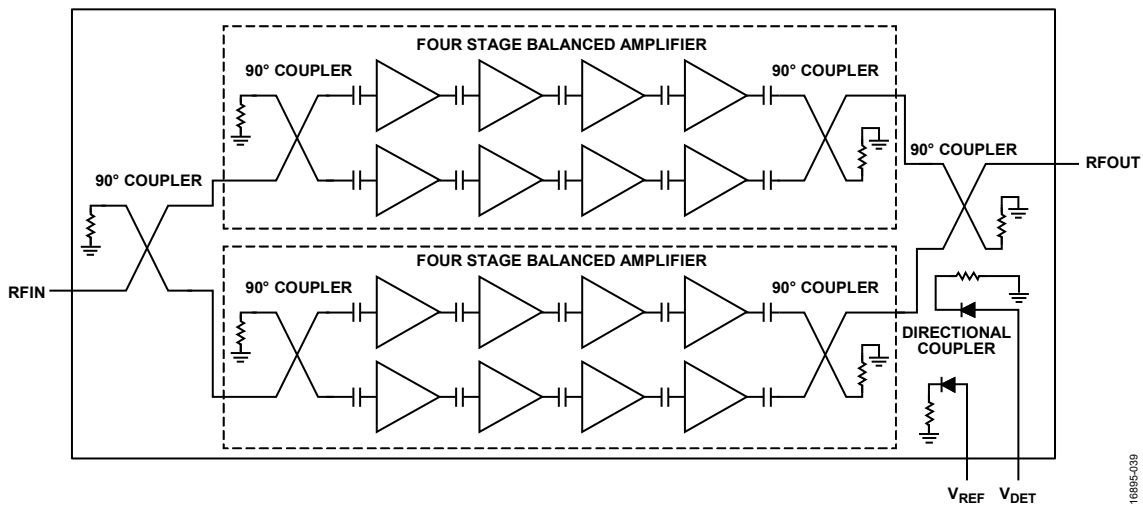 FOUR STAGE BALANCED AMPLIFIER
90° COUPLER
90° COUPLER
90° COUPLER
90° COUPLER
RFOUT
RFIN
FOUR STAGE BALANCED AMPLIFIER
90° COUPLER
90° COUPLER
DIRECTIONAL
COUPLER
VREF
VDET
16895-039